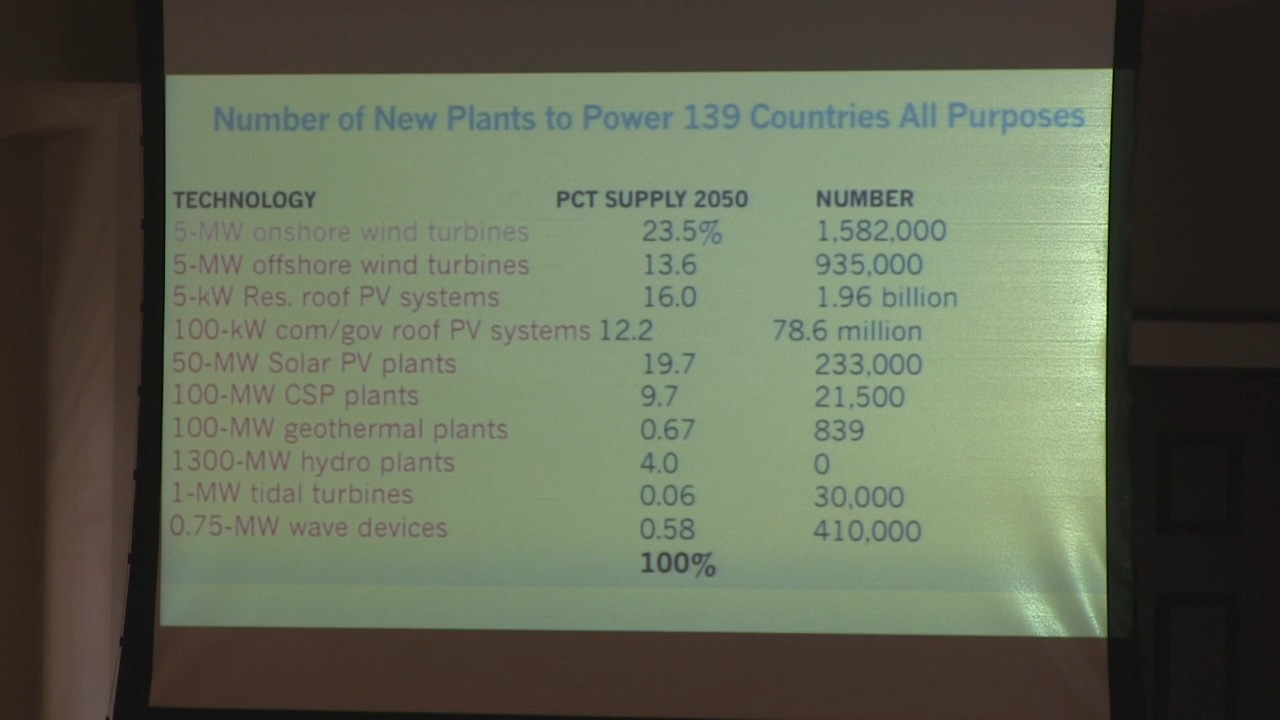 Number of New Plants to Power 139 Countries All Purposes
TECHNOLOGY PCT SUPPLY 2050 NUMBER
5-MW onshore wind turbines 23.5% 1,582,000
5-MW offshore wind turbines 13.6 935,000
5-kW Res. roof PV systems 16.0 1.96 billion
100-kW com/gov roof PV systems 12.2 78.6 million
50-MW Solar PV plants 19.7 233,000
100-MW CSP plants 9.7 21,500
100-MW geothermal plants 0.67 839
1300-MW hydro plants 4.0 0
1-MW tidal turbines 0.06 30,000
0.75-MW wave devices 0.58 410,000
100%